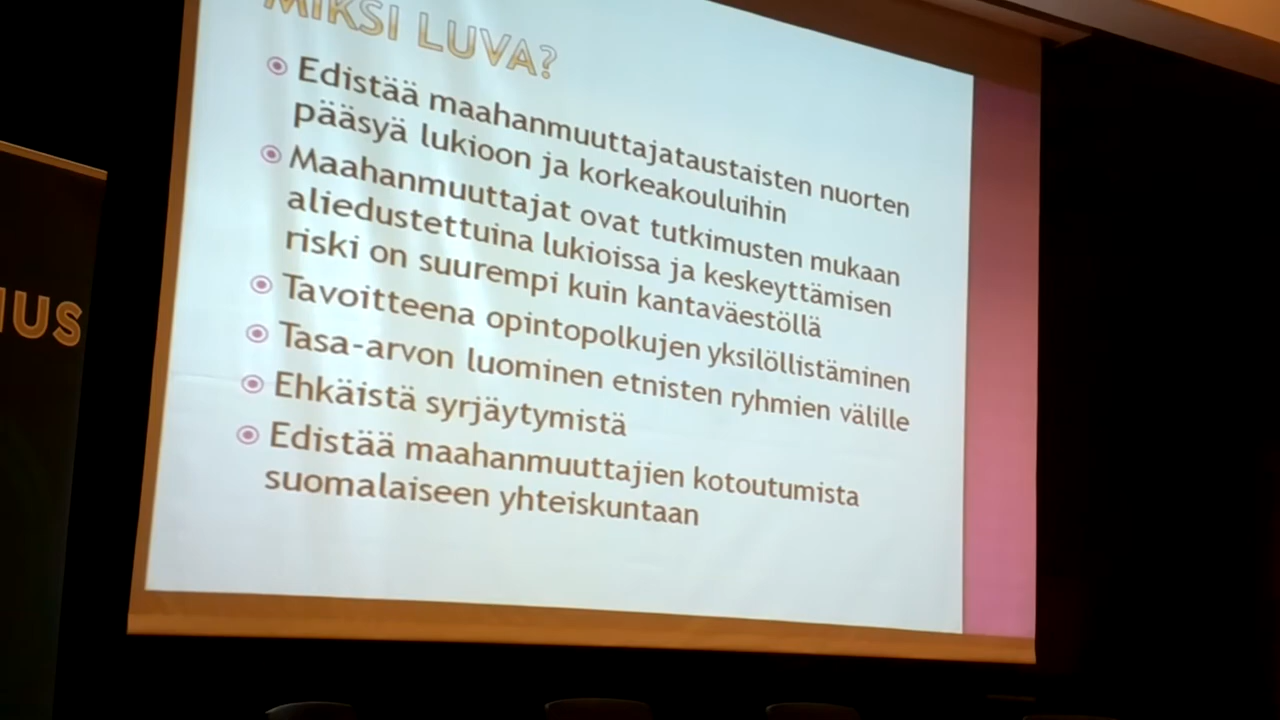 MIKSI LUVA?
Edistää maahanmuuttajataustaisten nuorten
pääsyä lukioon ja korkeakouluihin
Maahanmuuttajat ovat tutkimusten mukaan
aliedustettuina lukioissa ja keskeyttämisen
riski on suurempi kuin kantaväestöllä
Tavoitteena opintopolkujen yksilöllistäminen
Tasa-arvon luominen etnisten ryhmien välille
Ehkäistä syrjäytymistä
Edistää maahanmuuttajien kotoutumista
suomalaiseen yhteiskuntaan